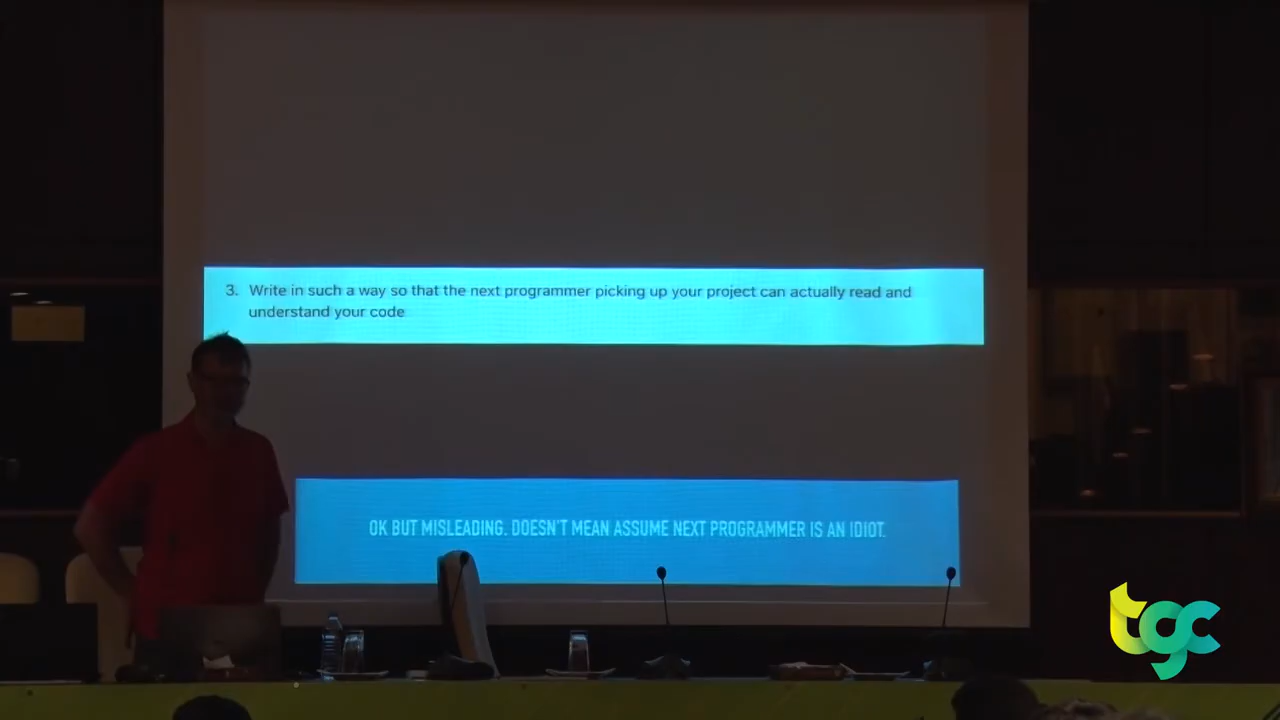 3. Write in such a way so that the next programmer picking up your project can actually read and
understand your code
OK BUT MISLEADING. DOESN'T MEAN ASSUME NEXT PROGRAMMER IS AN IDIOT.
tgc